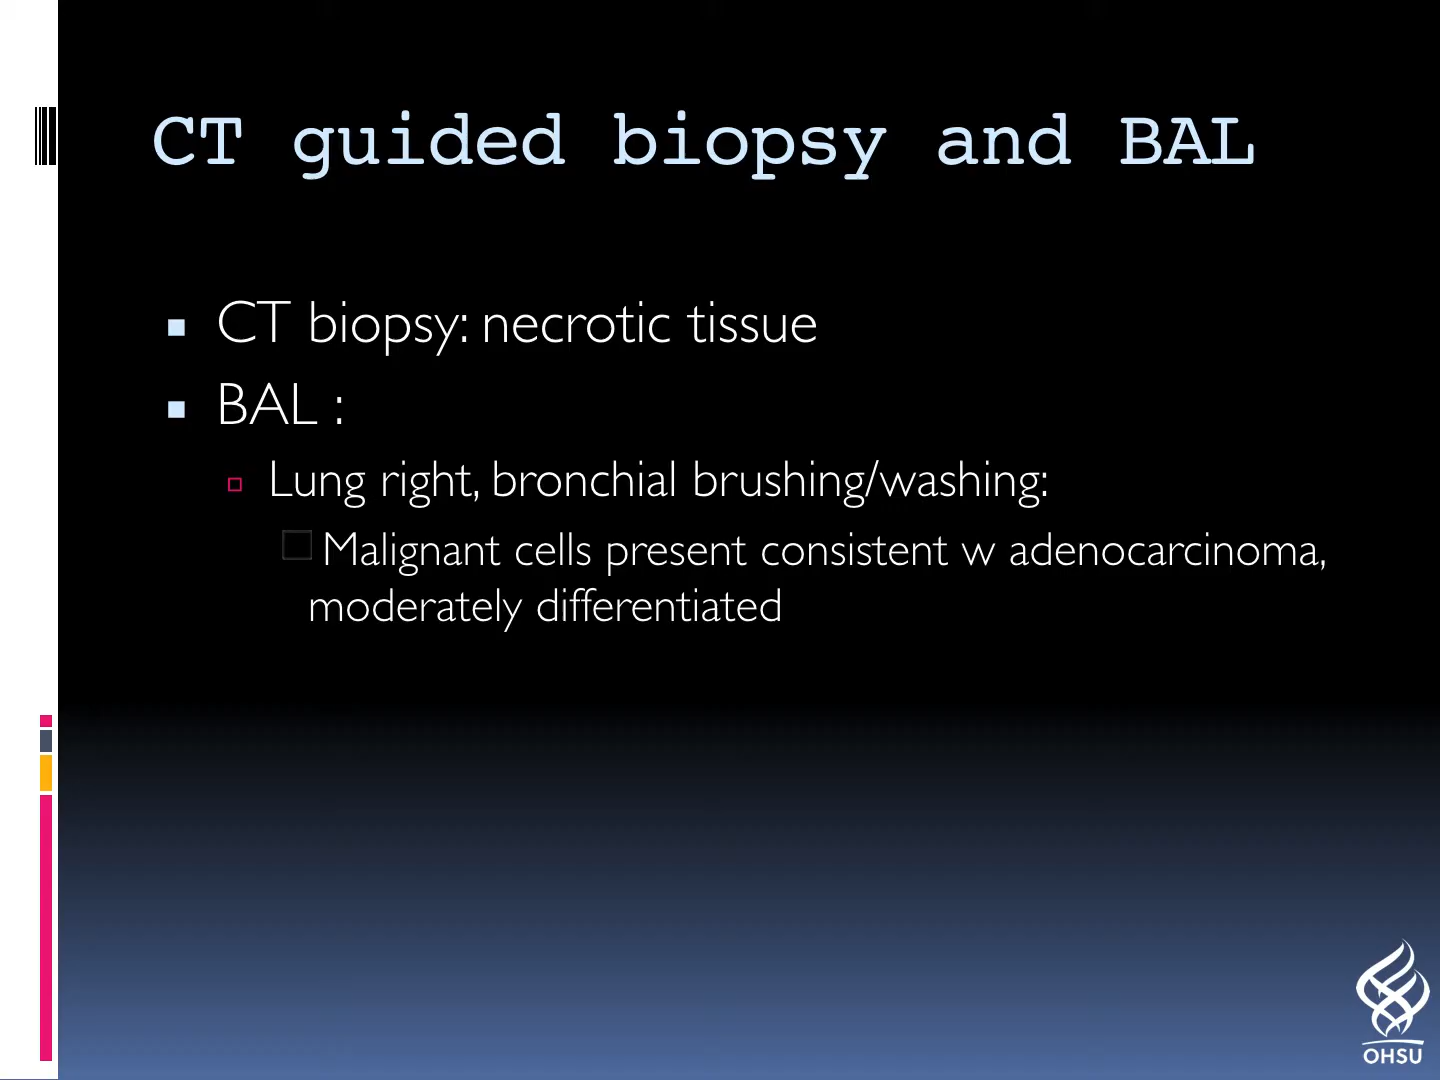 CT guided biopsy and BAL
CT biopsy: necrotic tissue
BAL :
Lung right, bronchial brushing/washing:
Malignant cells present consistent w adenocarcinoma,
moderately differentiated
OHSU